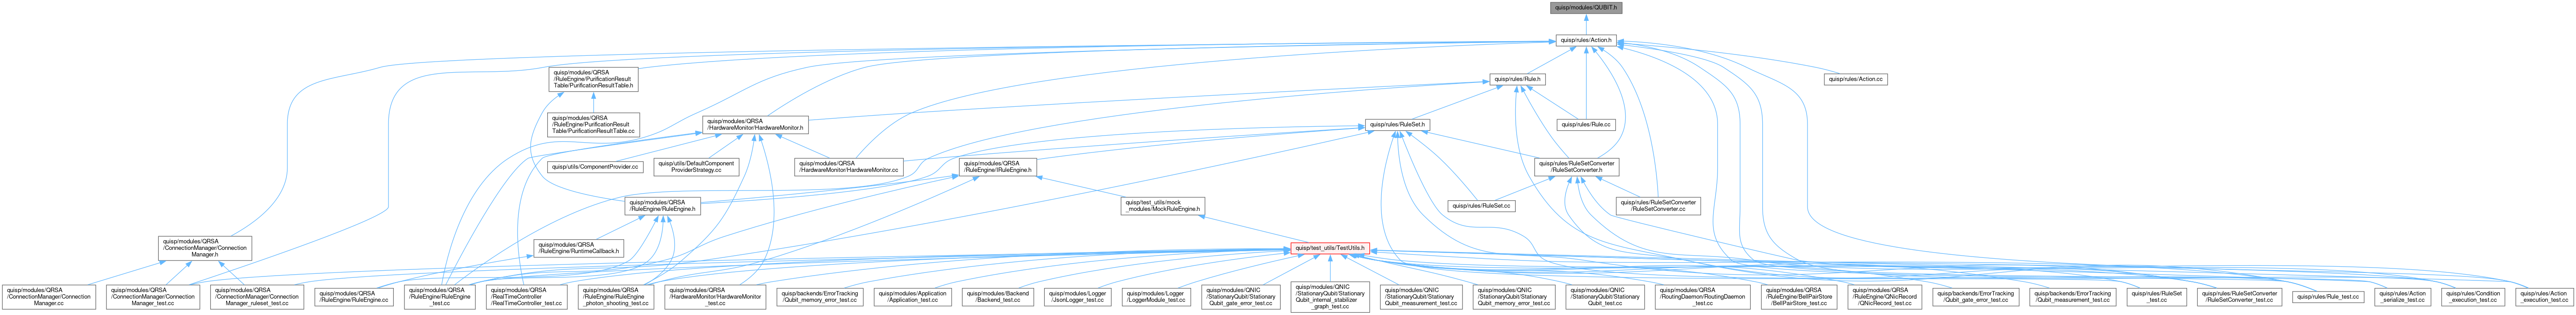 quisp/modules/QUBIT.h
quisp/rules/Action.h
quisp/modules/QRSA
/RuleEngine/PurificationResult
Table/PurificationResultTable.h
quisp/rules/Rule.h
quisp/rules/Action.cc
quisp/modules/QRSA
/RuleEngine/PurificationResult
Table/PurificationResultTable.cc
quisp/modules/QRSA
/HardwareMonitor/HardwareMonitor.h
quisp/rules/RuleSet.h
quisp/rules/Rule.cc
quisp/utils/ComponentProvider.cc
quisp/utils/DefaultComponent
ProviderStrategy.cc
quisp/modules/QRSA
/HardwareMonitor/HardwareMonitor.cc
quisp/modules/QRSA
/RuleEngine/IRuleEngine.h
quisp/rules/RuleSetConverter
/RuleSetConverter.h
quisp/modules/QRSA
/RuleEngine/RuleEngine.h
quisp/test_utils/mock
_modules/MockRuleEngine.h
quisp/rules/RuleSet.cc
quisp/rules/RuleSetConverter
/RuleSetConverter.cc
quisp/modules/QRSA
/ConnectionManager/Connection
Manager.h
quisp/modules/QRSA
/RuleEngine/RuntimeCallback.h
quisp/test_utils/TestUtils.h
quisp/modules/QRSA
/ConnectionManager/Connection
Manager.cc
quisp/modules/QRSA
/ConnectionManager/Connection
Manager_test.cc
quisp/modules/QRSA
/ConnectionManager/Connection
Manager_ruleset_test.cc
quisp/modules/QRSA
/RuleEngine/RuleEngine.cc
quisp/modules/QRSA
/RuleEngine/RuleEngine
_test.cc
quisp/modules/QRSA
/RealTimeController
/RealTimeController_test.cc
quisp/modules/QRSA
/RuleEngine/RuleEngine
_photon_shooting_test.cc
quisp/modules/QRSA
/HardwareMonitor/HardwareMonitor
_test.cc
quisp/backends/ErrorTracking
/Qubit_memory_error_test.cc
quisp/modules/Application
/Application_test.cc
quisp/modules/Backend
/Backend_test.cc
quisp/modules/Logger
/JsonLogger_test.cc
quisp/modules/Logger
/LoggerModule_test.cc
quisp/modules/QNIC
/StationaryQubit/Stationary
Qubit_gate_error_test.cc
quisp/modules/QNIC
/StationaryQubit/Stationary
Qubit_internal_stabilizer
_graph_test.cc
quisp/modules/QNIC
/StationaryQubit/Stationary
Qubit_measurement_test.cc
quisp/modules/QNIC
/StationaryQubit/Stationary
Qubit_memory_error_test.cc
quisp/modules/QNIC
/StationaryQubit/Stationary
Qubit_test.cc
quisp/modules/QRSA
/RoutingDaemon/RoutingDaemon
_test.cc
quisp/modules/QRSA
/RuleEngine/BellPairStore
/BellPairStore_test.cc
quisp/modules/QRSA
/RuleEngine/QNicRecord
/QNicRecord_test.cc
quisp/backends/ErrorTracking
/Qubit_gate_error_test.cc
quisp/backends/ErrorTracking
/Qubit_measurement_test.cc
quisp/rules/RuleSet
_test.cc
quisp/rules/RuleSetConverter
/RuleSetConverter_test.cc
quisp/rules/Rule_test.cc
quisp/rules/Action
_serialize_test.cc
quisp/rules/Condition
_execution_test.cc
quisp/rules/Action
_execution_test.cc